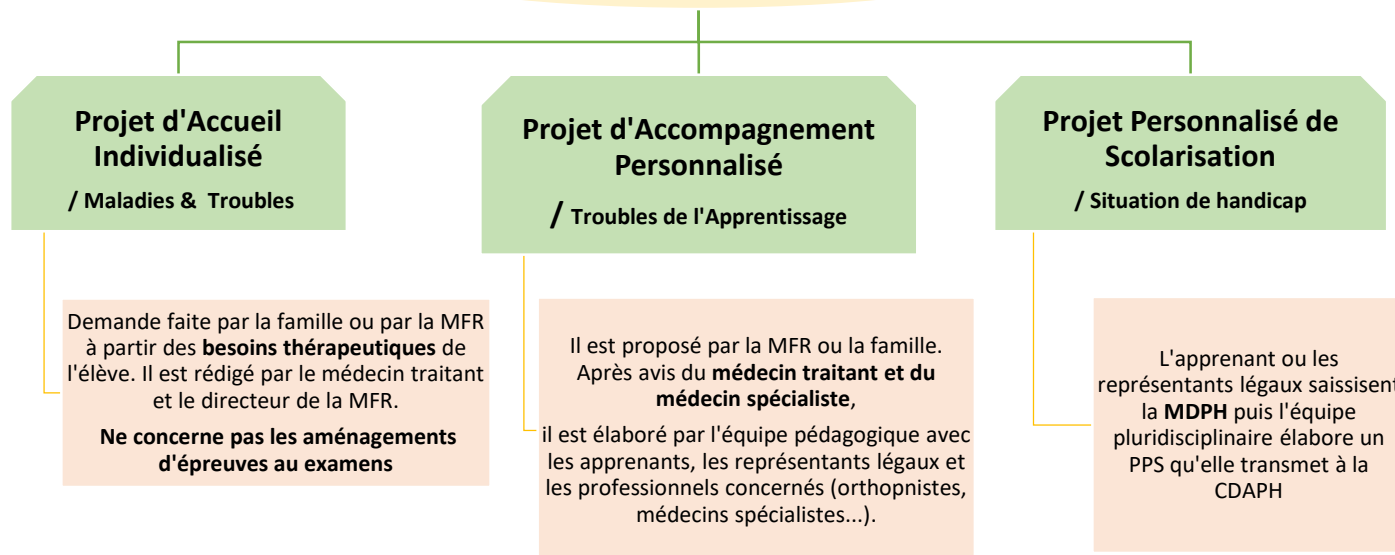 Projet d'Accueil
Individualisé
/ Maladies & Troubles
Demande faite par la famille ou par la MFR
à partir des besoins thérapeutiques de
l'élève. Il est rédigé par le médecin traitant
et le directeur de la MFR.
Ne concerne pas les aménagements
d'épreuves au examens
Projet d'Accompagnement
Personnalisé
/ Troubles de l'Apprentissage
Il est proposé par la MFR ou la famille.
Après avis du médecin traitant et du
médecin spécialiste,
il est élaboré par l'équipe pédagogique avec
les apprenants, les représentants légaux et
les professionnels concernés (orthopnistes,
médecins spécialistes...).
Projet Personnalisé de
Scolarisation
/ Situation de handicap
L'apprenant ou les
représentants légaux saissisent
la MDPH puis l'équipe
pluridisciplinaire élabore un
PPS qu'elle transmet à la
CDAPH